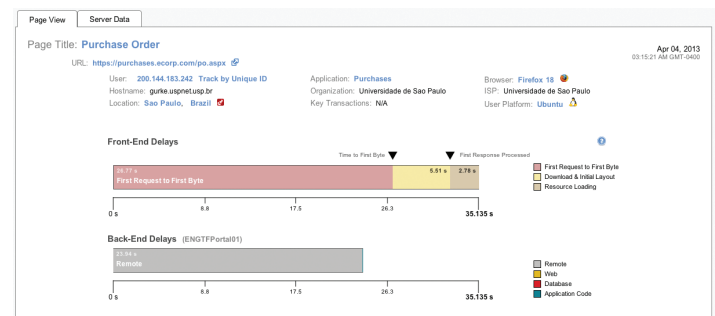 Page View
Server Data
Page Title: Purchase Order
Apr 04, 2013
03:15:21 AM GMT-0400
URL: https://purchases.ecorp.com/po.aspx
User: 200.144.183.242 Track by Unique ID
Application: Purchases
Browser: Firefox 18
Hostname: gurke.uspnet.usp.br
Organization: Universidade de Sao Paulo
ISP: Universidade de Sao Paulo
Location: Sao Paulo, Brazil
Key Transactions: N/A
User Platform: Ubuntu
Front-End Delays
?
Time to First Byte
First Response Processed
26.77 s
First Request to First Byte
5.51 s
2.78 s
First Request to First Byte
Download & Initial Layout
Resource Loading
0 s
8.8
17.5
26.3
35.135 s
Back-End Delays (ENGTFPortal01)
Remote
Remote
Web
Database
Application Code
0 s
8.8
17.5
26.3
35.135 s